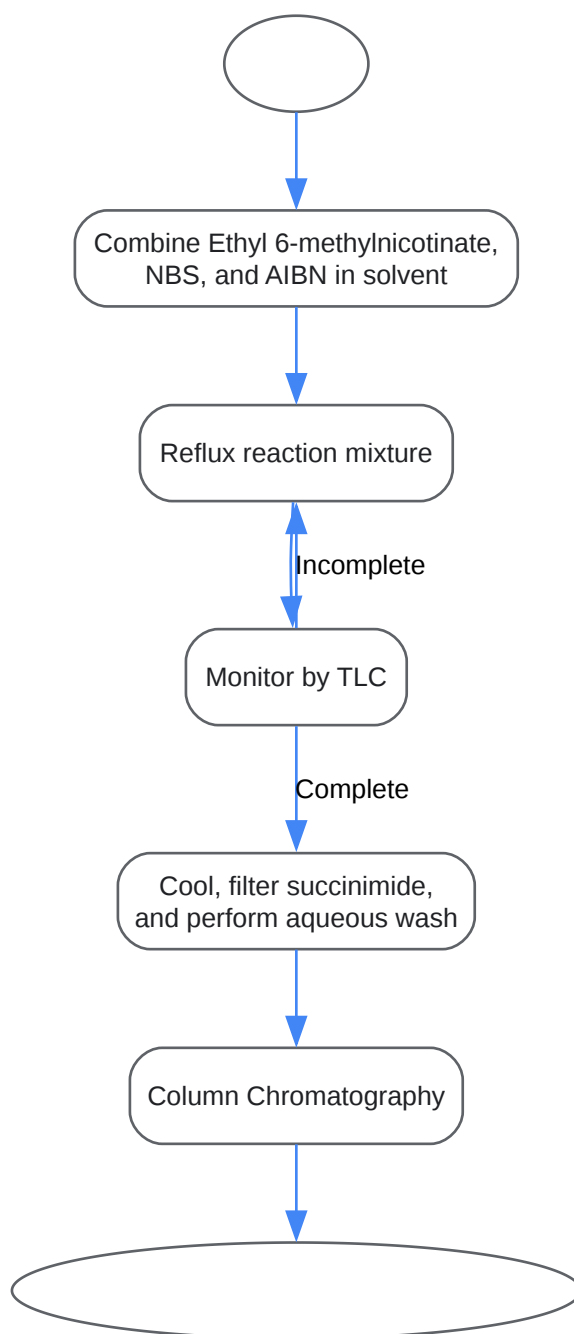 Combine Ethyl 6-methylnicotinate,
NBS, and AIBN in solvent
Reflux reaction mixture
Incomplete
Monitor by TLC
Complete
Cool, filter succinimide,
and perform aqueous wash
Column Chromatography